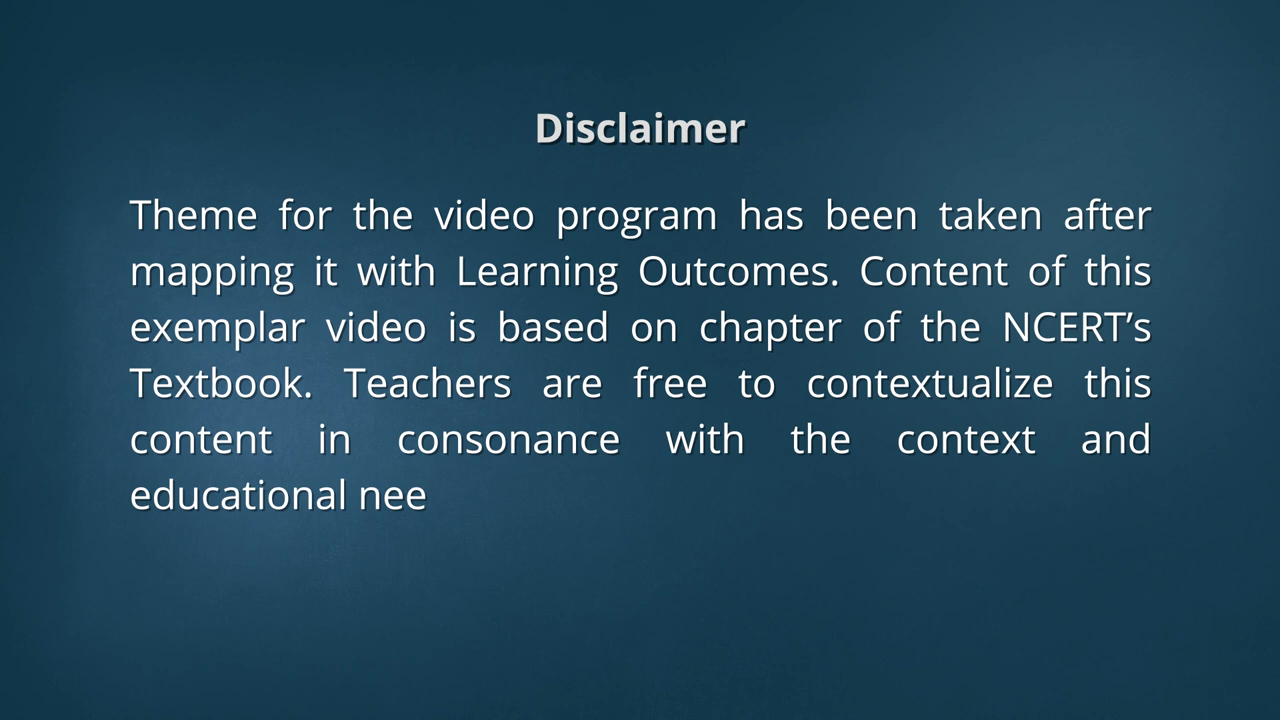 Disclaimer
Theme for the video program has been taken after
mapping it with Learning Outcomes. Content of this
exemplar video is based on chapter of the NCERT’s
Textbook. Teachers are free to contextualize this
content in consonance with the context and
educational nee